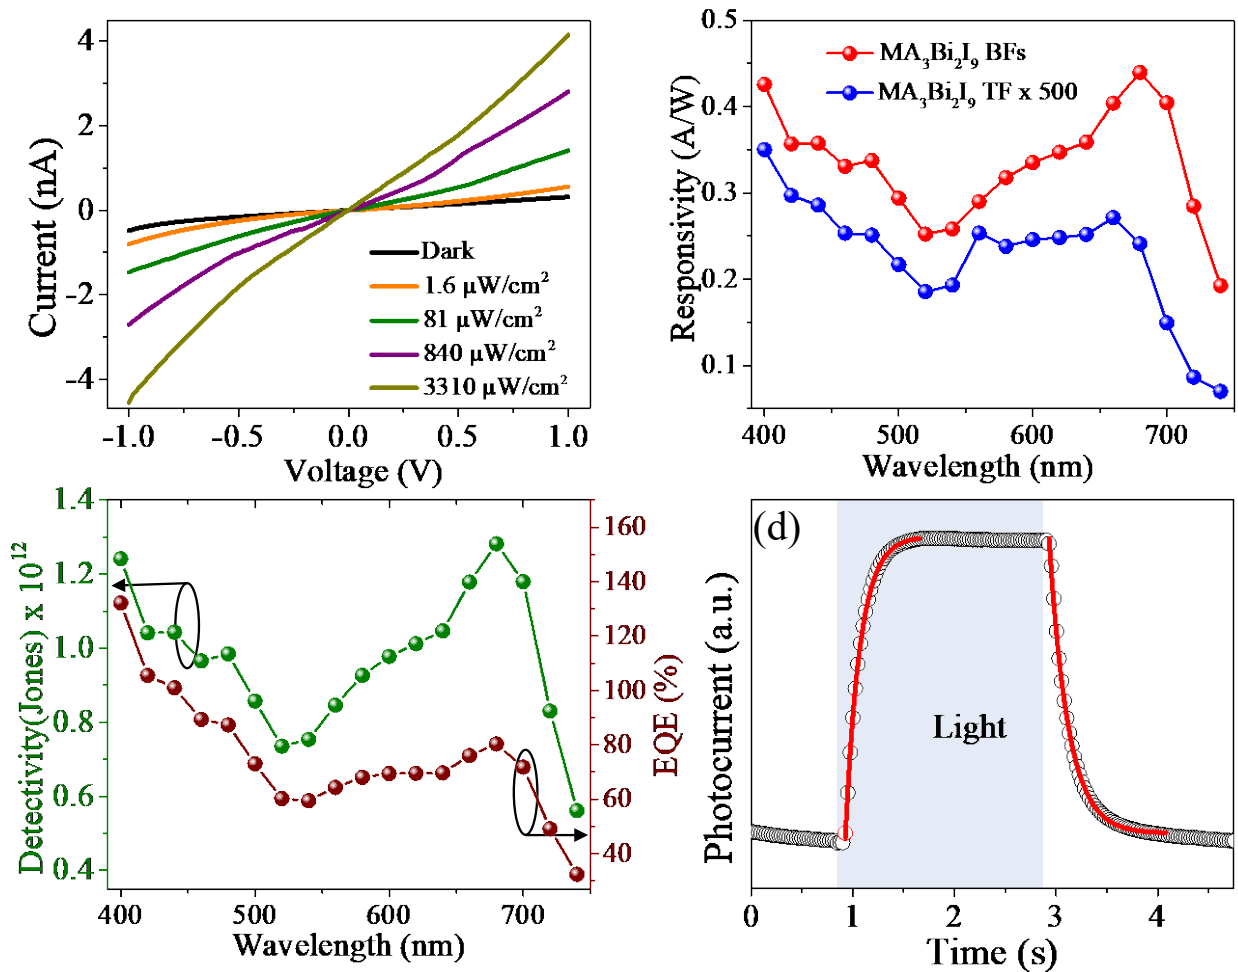 4
2
0
-2
-4
Current (nA)
Dark
1.6 µW/cm²
81 µW/cm²
840 µW/cm²
3310 µW/cm²
-1.0 -0.5 0.0 0.5 1.0
Voltage (V)
0.5
0.4
0.3
0.2
0.1
Responsivity (A/W)
MA₃Bi₂I₉ BFs
MA₃Bi₂I₉ TF x 500
400 500 600 700
Wavelength (nm)
1.4
1.2
1.0
0.8
0.6
0.4
Detectivity(Jones) x 10¹²
160
140
120
100
80
60
40
EQE (%)
400 500 600 700
Wavelength (nm)
(d)
Photocurrent (a.u.)
Light
0 1 2 3 4
Time (s)